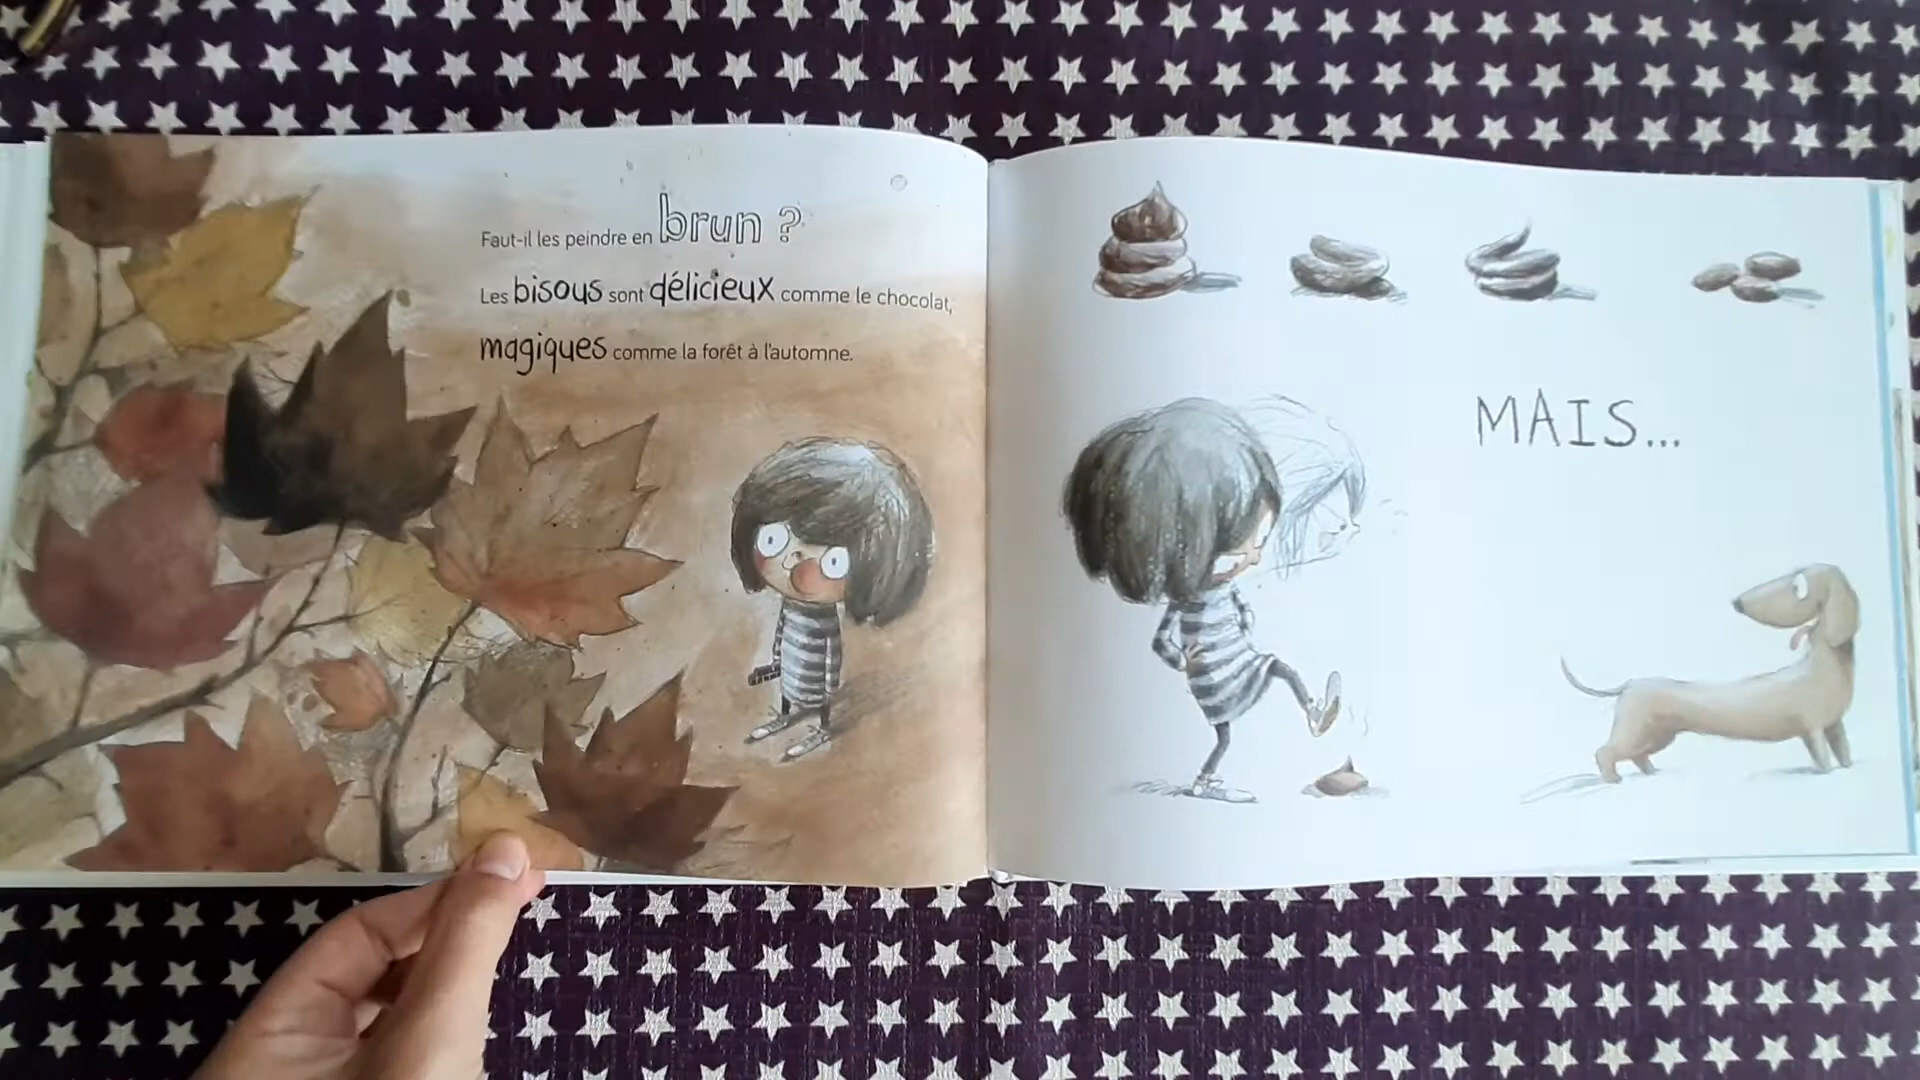 Faut-il les peindre en brun ?
Les bisous sont délicieux comme le chocolat,
magiques comme la forêt à l'automne.
MAIS...